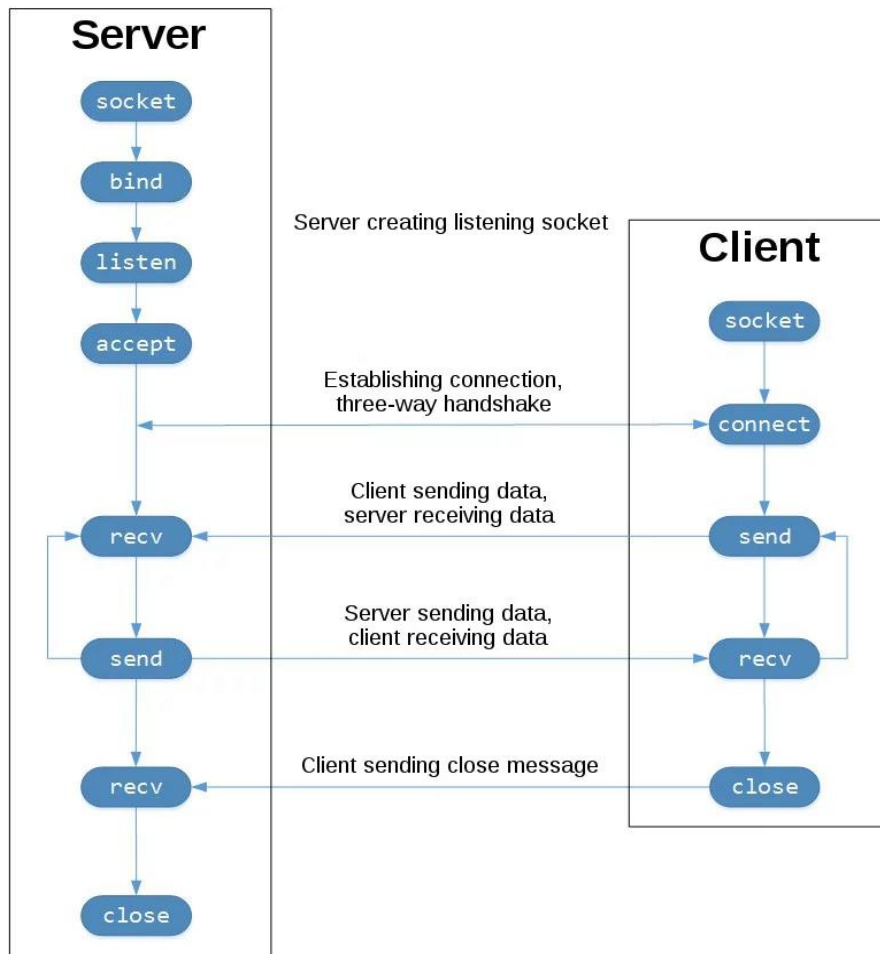 Server
socket
bind
listen
accept
recv
send
recv
close
Server creating listening socket
Establishing connection,
three-way handshake
Client sending data,
server receiving data
Server sending data,
client receiving data
Client sending close message
Client
socket
connect
send
recv
close